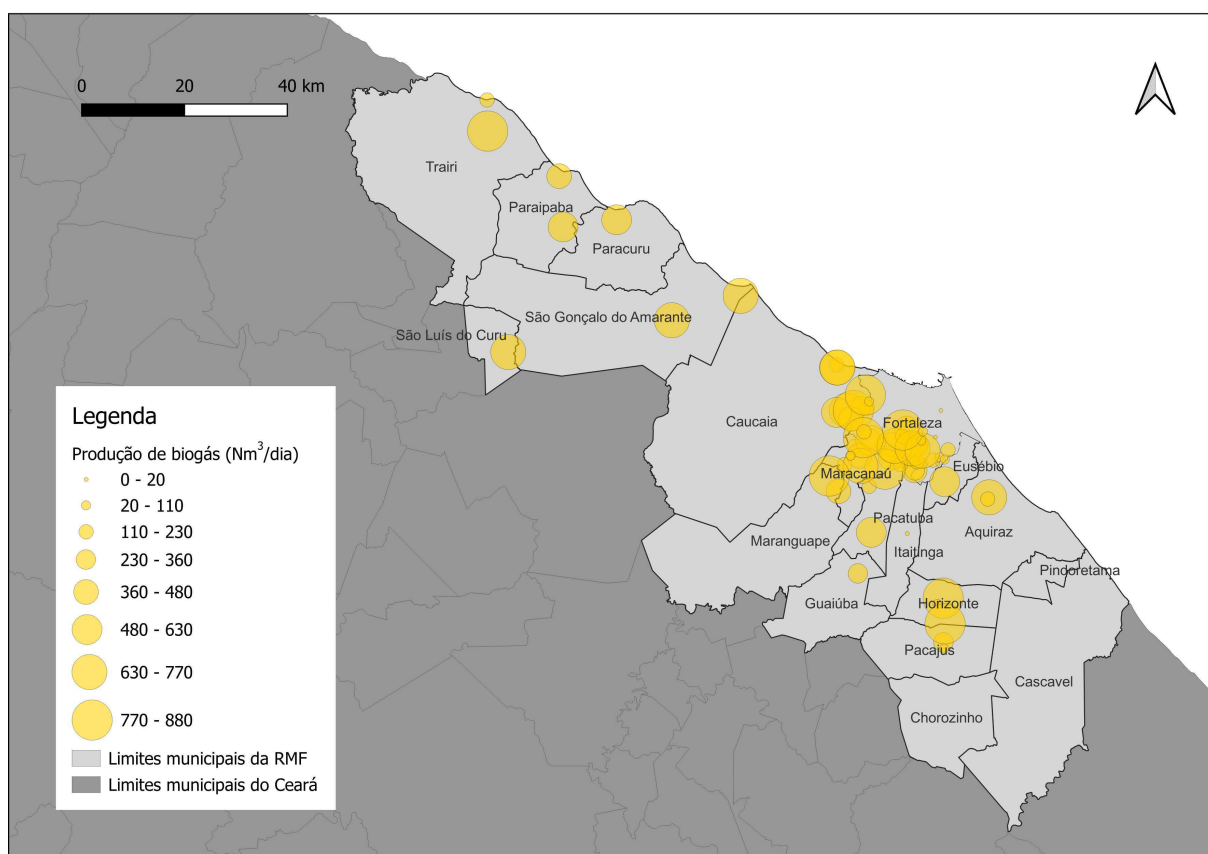 0 20 40 km
Trairi
Paraipaba
Paracuru
São Gonçalo do Amarante
São Luís do Curu
Caucaia
Fortaleza
Eusébio
Maracanaú
Pacatuba
Aquiraz
Maranguape
Itaitinga
Pindoretama
Guaiúba
Horizonte
Pacajus
Cascavel
Chorozinho
Legenda
Produção de biogás (Nm³/dia)
0 - 20
20 - 110
110 - 230
230 - 360
360 - 480
480 - 630
630 - 770
770 - 880
Limites municipais da RMF
Limites municipais do Ceará